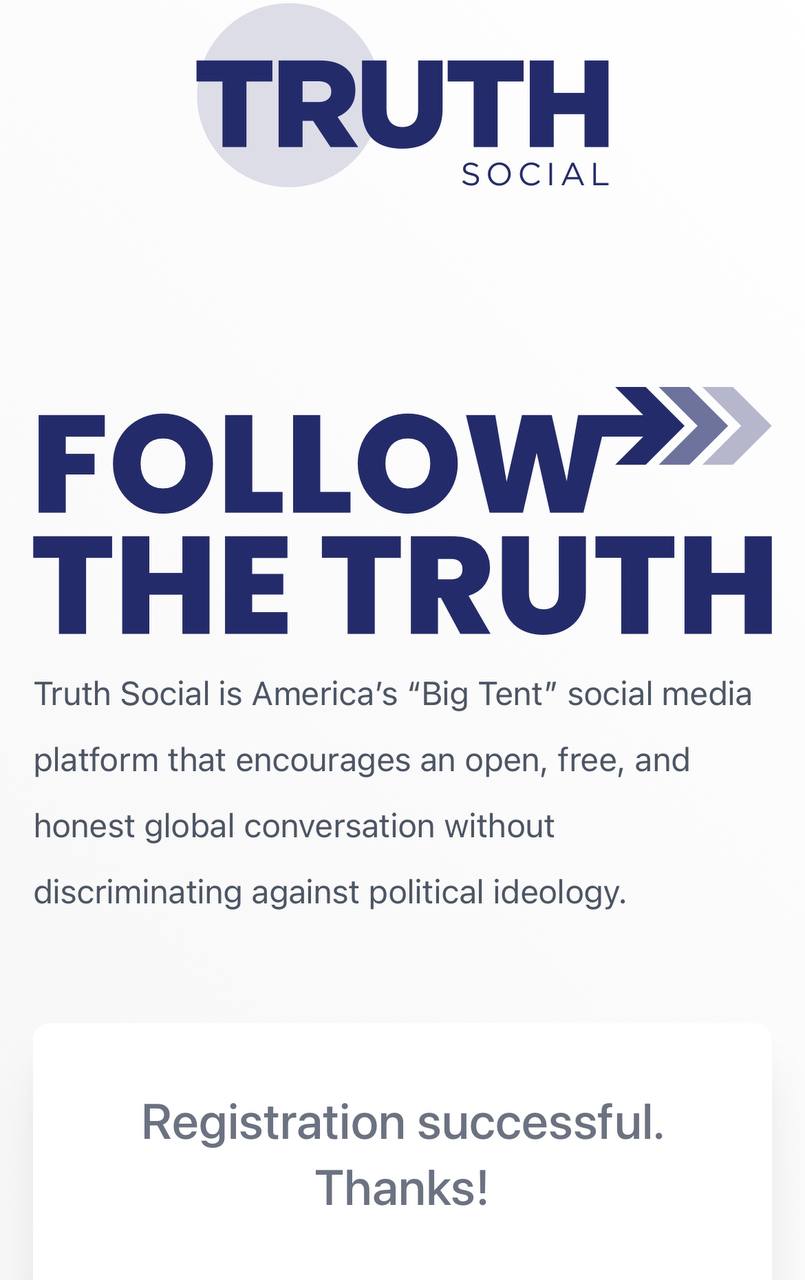 TRUTH
SOCIAL
FOLLOW
THE TRUTH
Truth Social is America’s “Big Tent” social media
platform that encourages an open, free, and
honest global conversation without
discriminating against political ideology.
Registration successful.
Thanks!